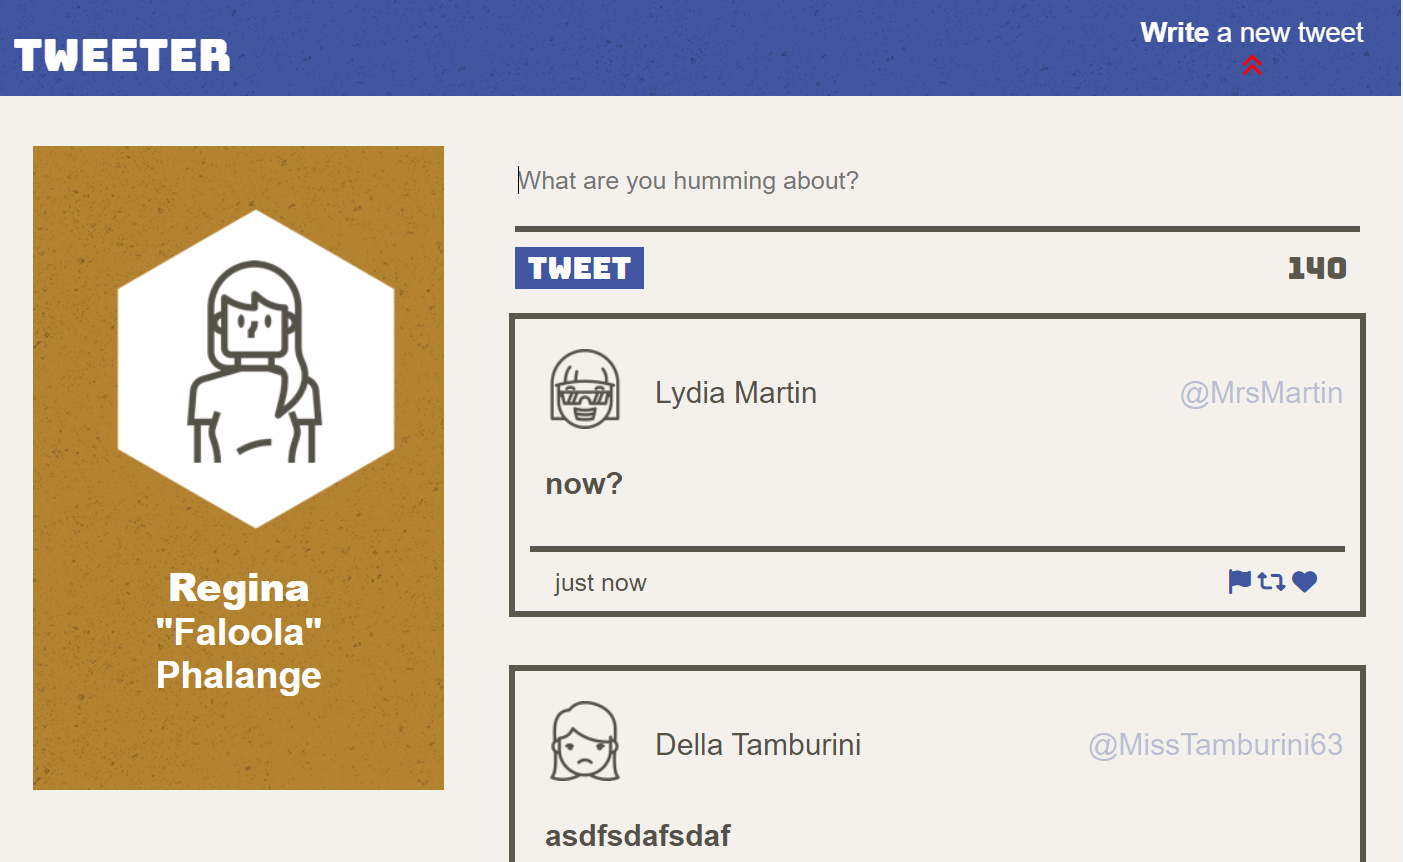 TWEETER
Write a new tweet
Regina
"Faloola"
Phalange
What are you humming about?
TWEET
140
Lydia Martin
@MrsMartin
now?
just now
Della Tamburini
@MissTamburini63
asdfsdafsdaf